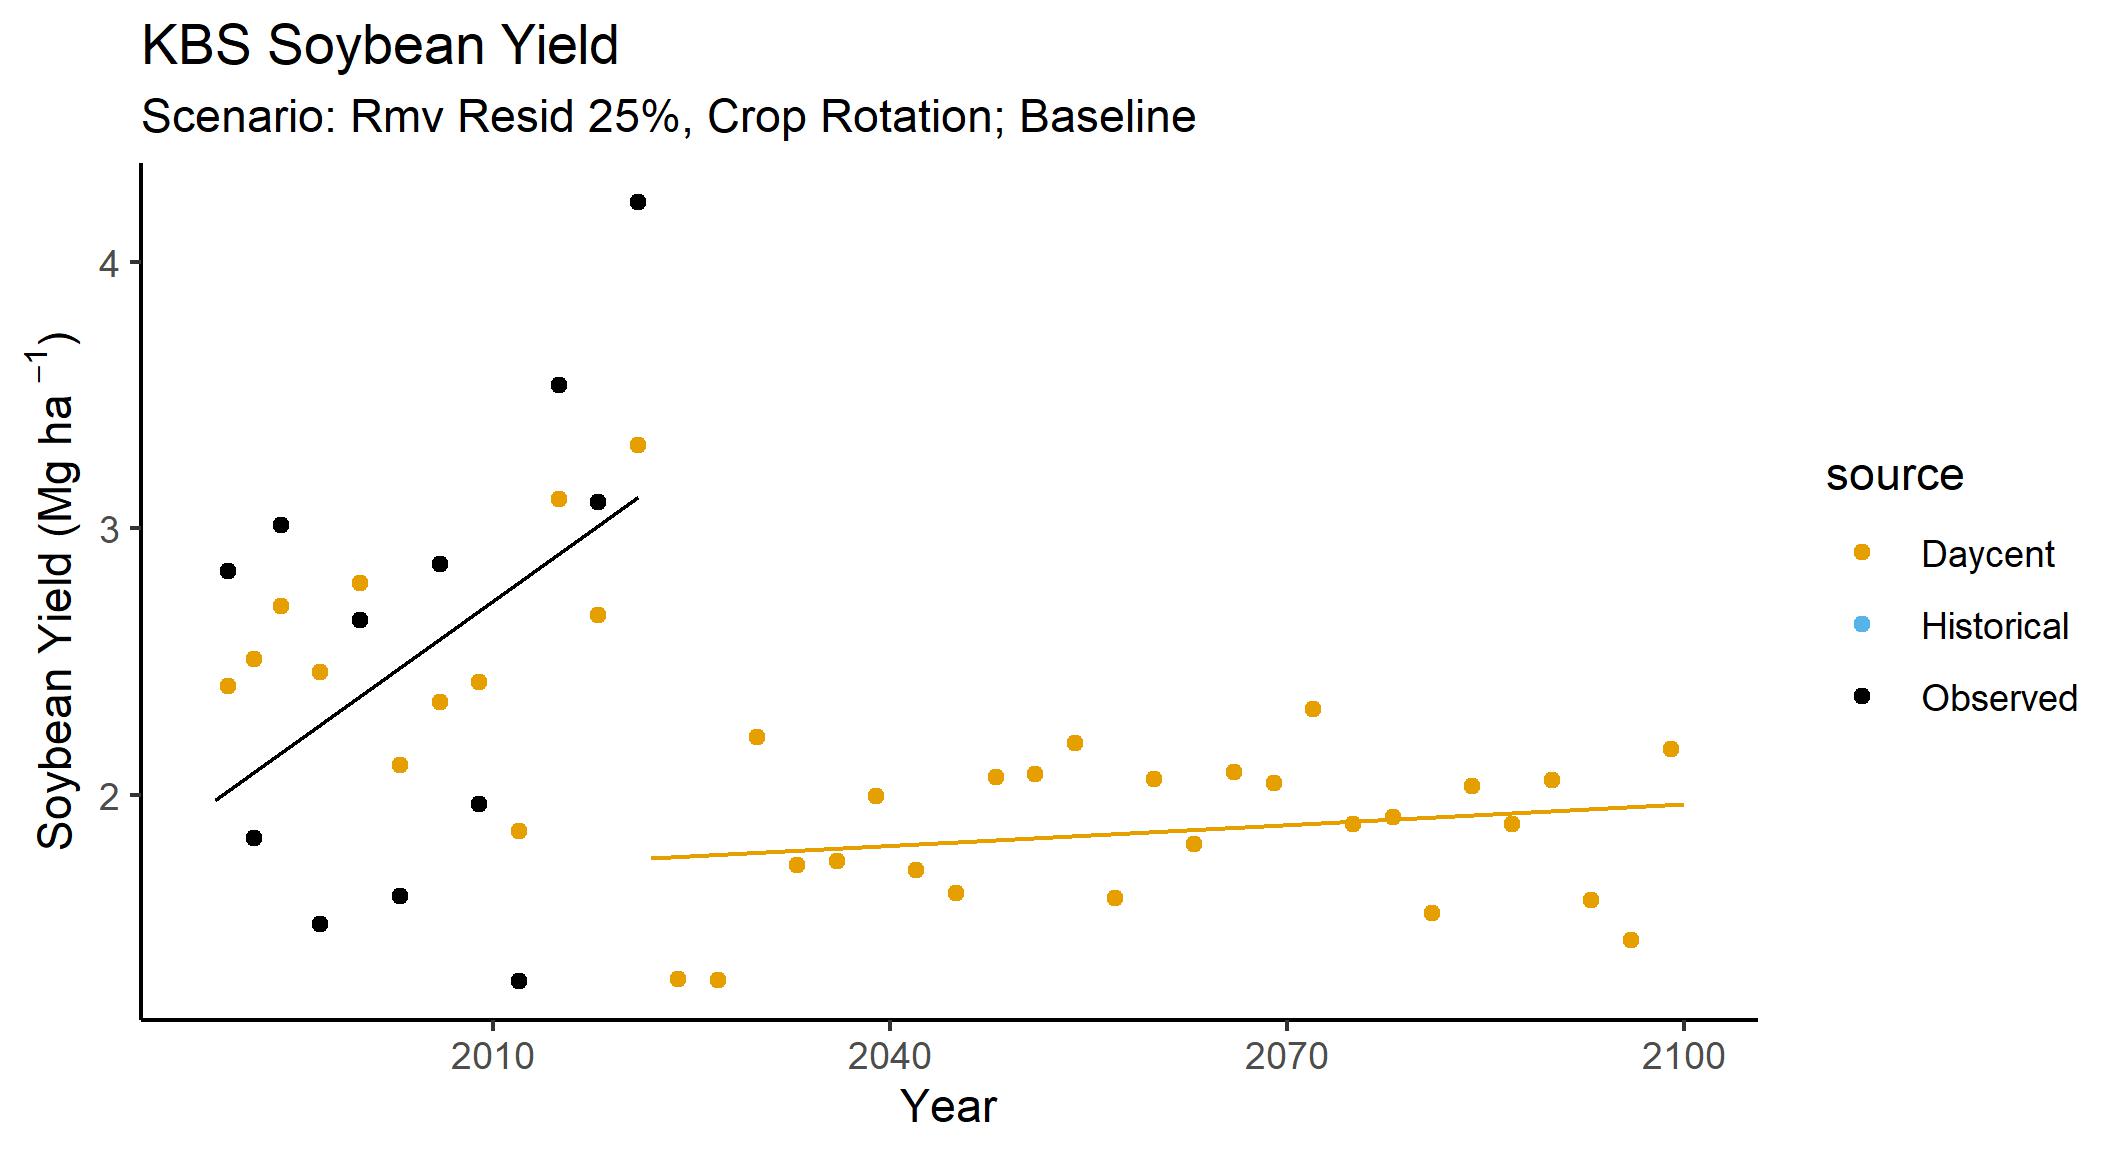 KBS Soybean Yield
Scenario: Rmv Resid 25%, Crop Rotation; Baseline
Soybean Yield (Mg ha −1)
4
3
2
2010
2040
2070
2100
Year
source
Daycent
Historical
Observed